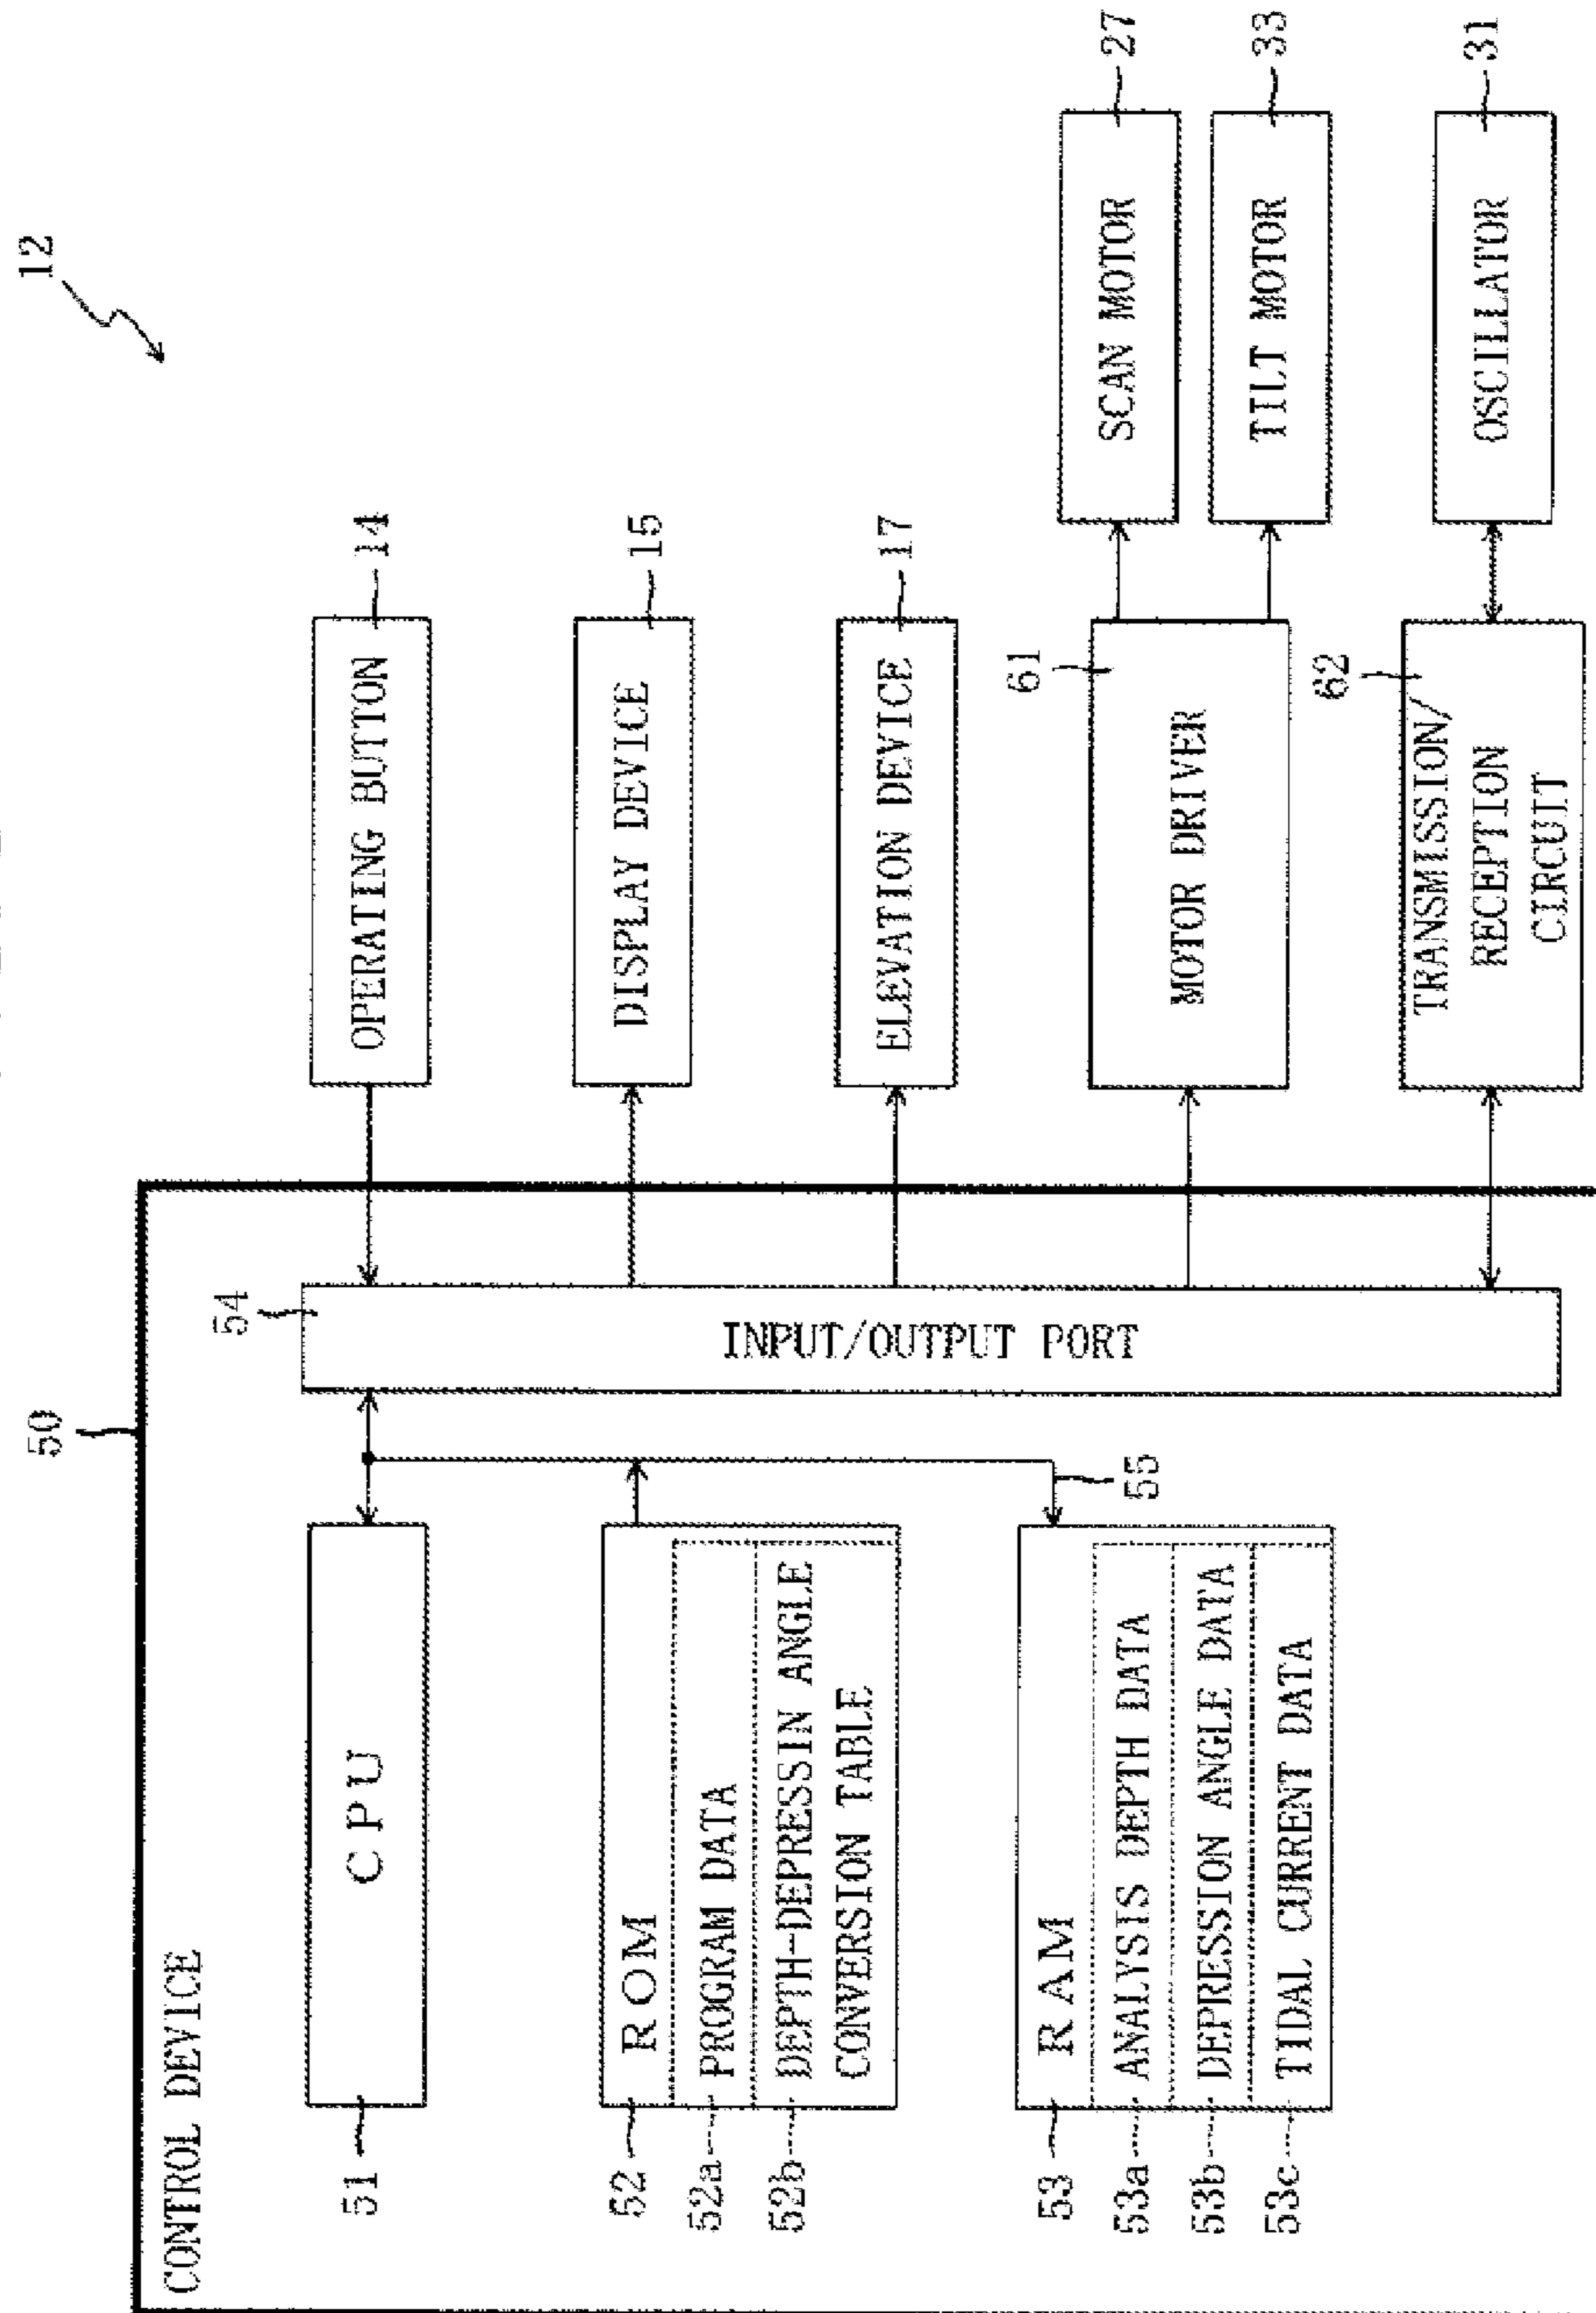 12
50
CONTROL DEVICE
51
CPU
52
ROM
52a
PROGRAM DATA
52b
DEPTH-DEPRESSIN ANGLE
CONVERSION TABLE
53
RAM
53a
ANALYSIS DEPTH DATA
53b
DEPRESSION ANGLE DATA
53c
TIDAL CURRENT DATA
55
54
INPUT/OUTPUT PORT
OPERATING BUTTON
14
DISPLAY DEVICE
15
ELEVATION DEVICE
17
61
MOTOR DRIVER
62
TRANSMISSION/
RECEPTION
CIRCUIT
SCAN MOTOR
27
TILT MOTOR
33
OSCILLATOR
31